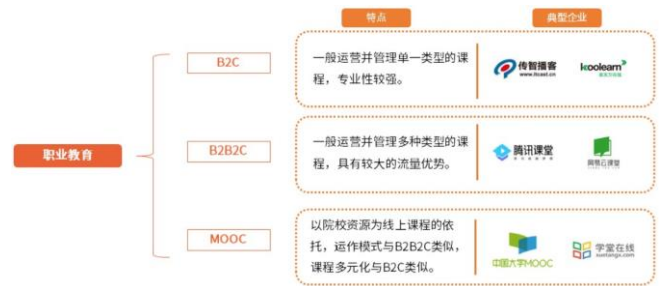 特点
典型企业
职业教育
B2C
一般运营并管理单一类型的课
程，专业性较强。
传智播客
www.itcast.cn
koolearn
B2B2C
一般运营并管理多种类型的课
程，具有较大的流量优势。
腾讯课堂
网易云课堂
MOOC
以院校资源为线上课程的依
托，运作模式与B2B2C类似，
课程多元化与B2C类似。
中国大学MOOC
学堂在线
xuetangx.com